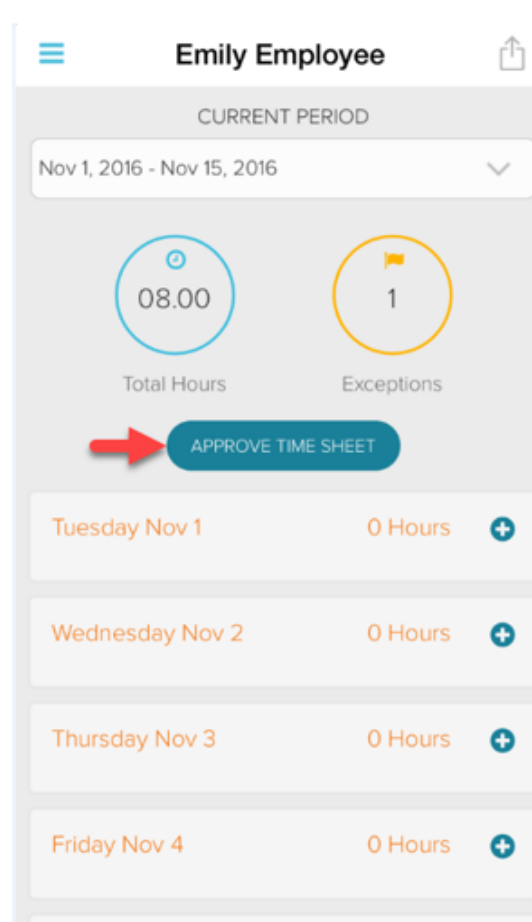 Emily Employee
CURRENT PERIOD
Nov 1, 2016 - Nov 15, 2016
08.00
1
Total Hours
Exceptions
APPROVE TIME SHEET
Tuesday Nov 1 0 Hours
Wednesday Nov 2 0 Hours
Thursday Nov 3 0 Hours
Friday Nov 4 0 Hours